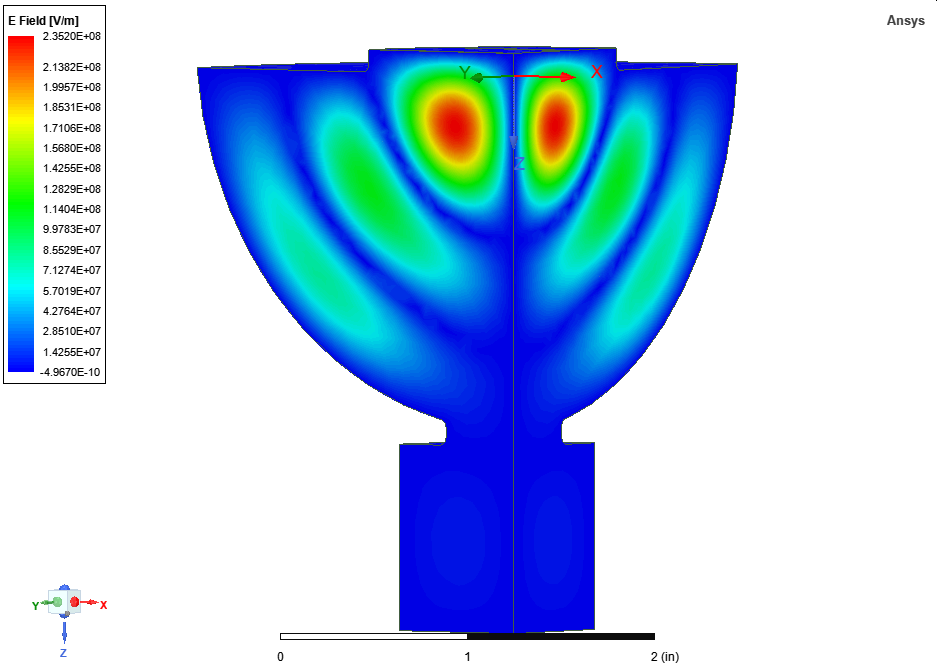 E Field [V/m]
2.3520E+08
2.1382E+08
1.9957E+08
1.8531E+08
1.7106E+08
1.5680E+08
1.4255E+08
1.2829E+08
1.1404E+08
9.9783E+07
8.5529E+07
7.1274E+07
5.7019E+07
4.2764E+07
2.8510E+07
1.4255E+07
-4.9670E-10
Ansys
Y X
Z
Y X
Z
0 1 2 (in)